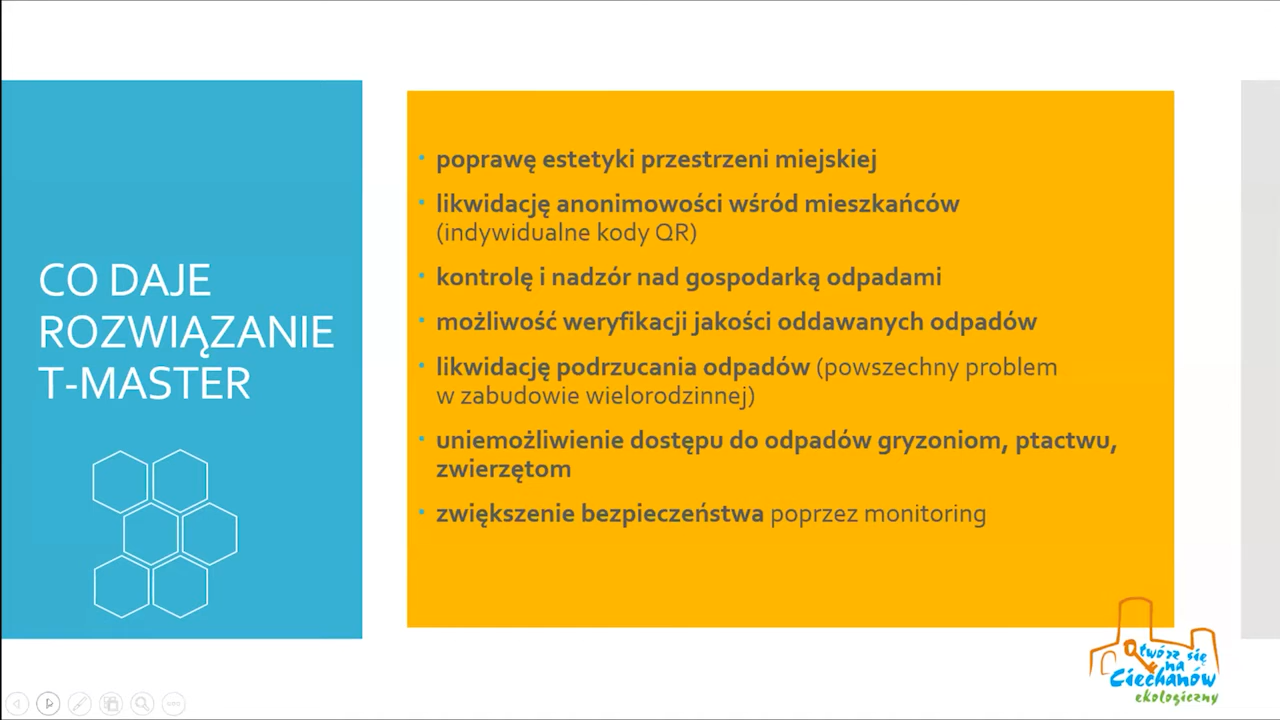 CO DAJE
ROZWIĄZANIE
T-MASTER
poprawę estetyki przestrzeni miejskiej
likwidację anonimowości wśród mieszkańców
(indywidualne kody QR)
kontrolę i nadzór nad gospodarką odpadami
możliwość weryfikacji jakości oddawanych odpadów
likwidację podrzucania odpadów (powszechny problem
w zabudowie wielorodzinnej)
uniemożliwienie dostępu do odpadów gryzoniom, ptactwu,
zwierzętom
zwiększenie bezpieczeństwa poprzez monitoring
Otwórz się
na
Ciechanów
ekologiczny